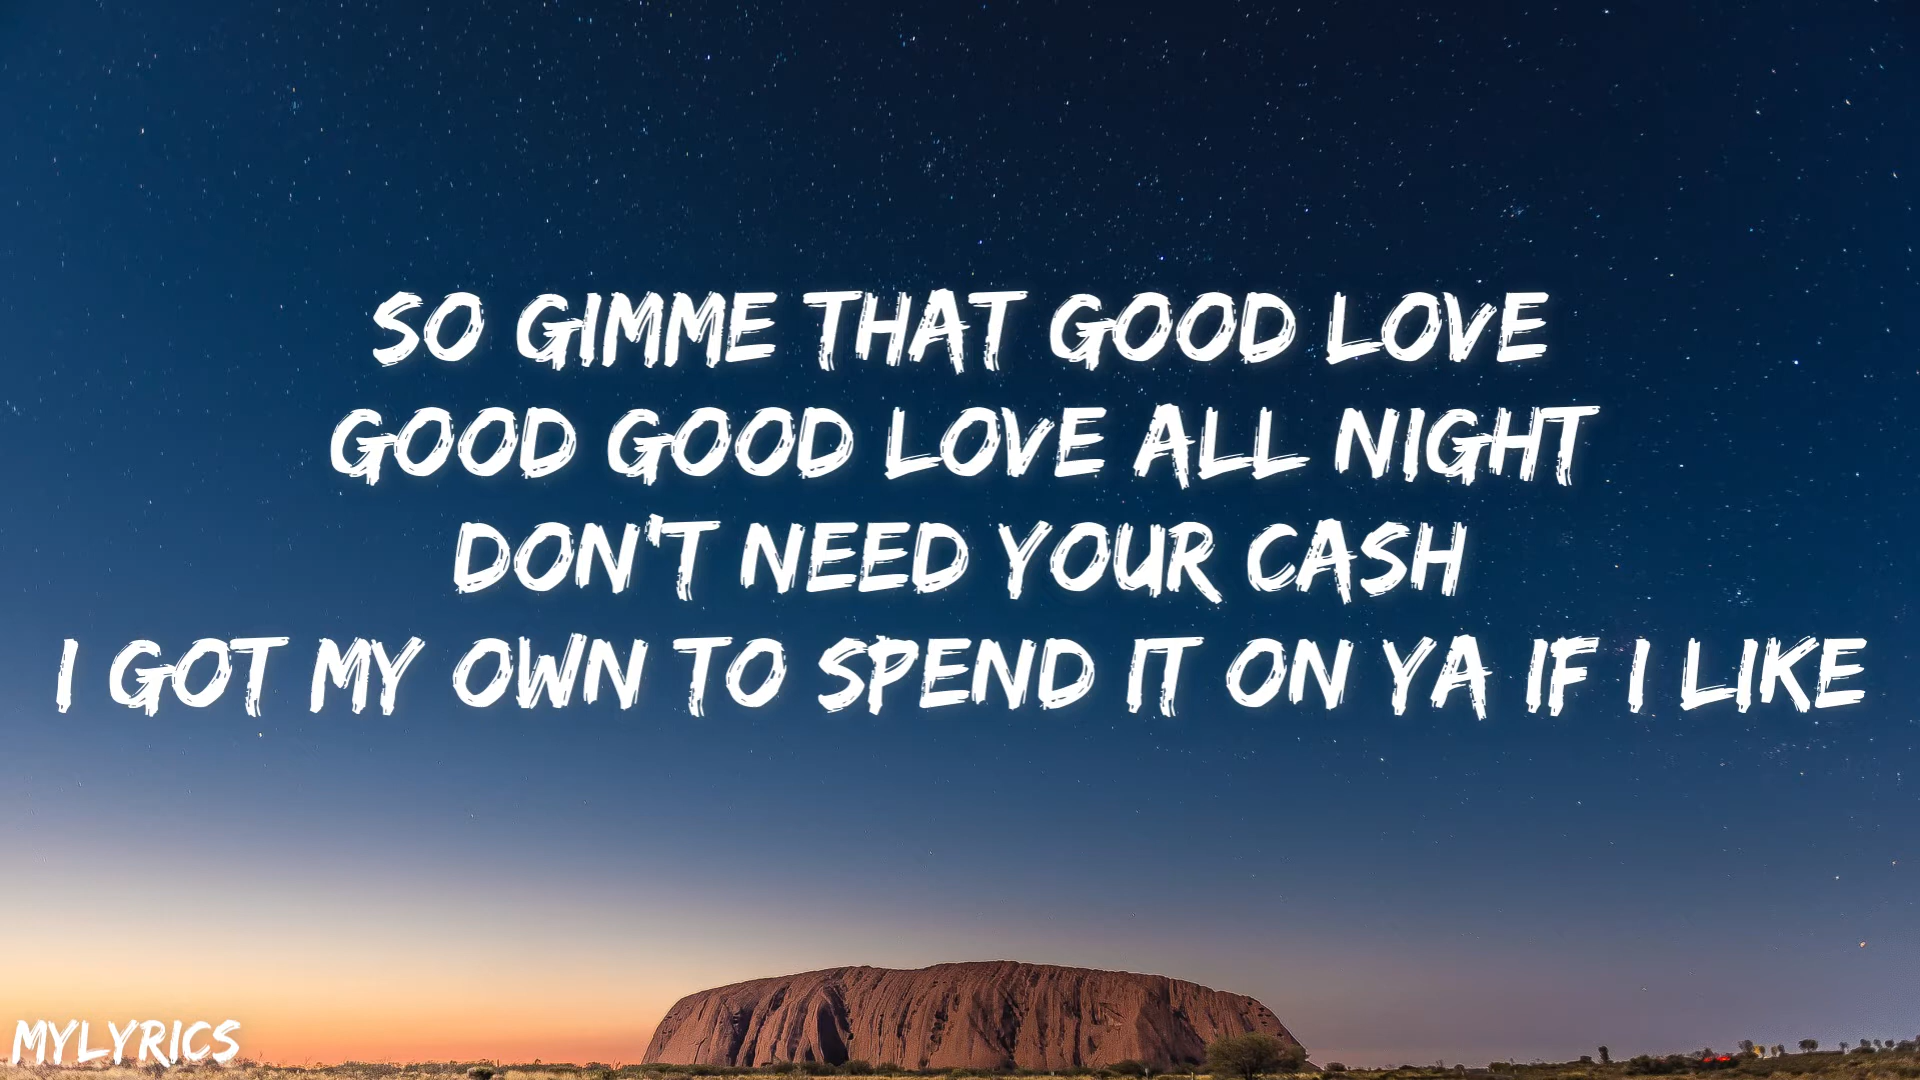 SO GIMME THAT GOOD LOVE
GOOD GOOD LOVE ALL NIGHT
DON'T NEED YOUR CASH
I GOT MY OWN TO SPEND IT ON YA IF I LIKE
MYLYRICS